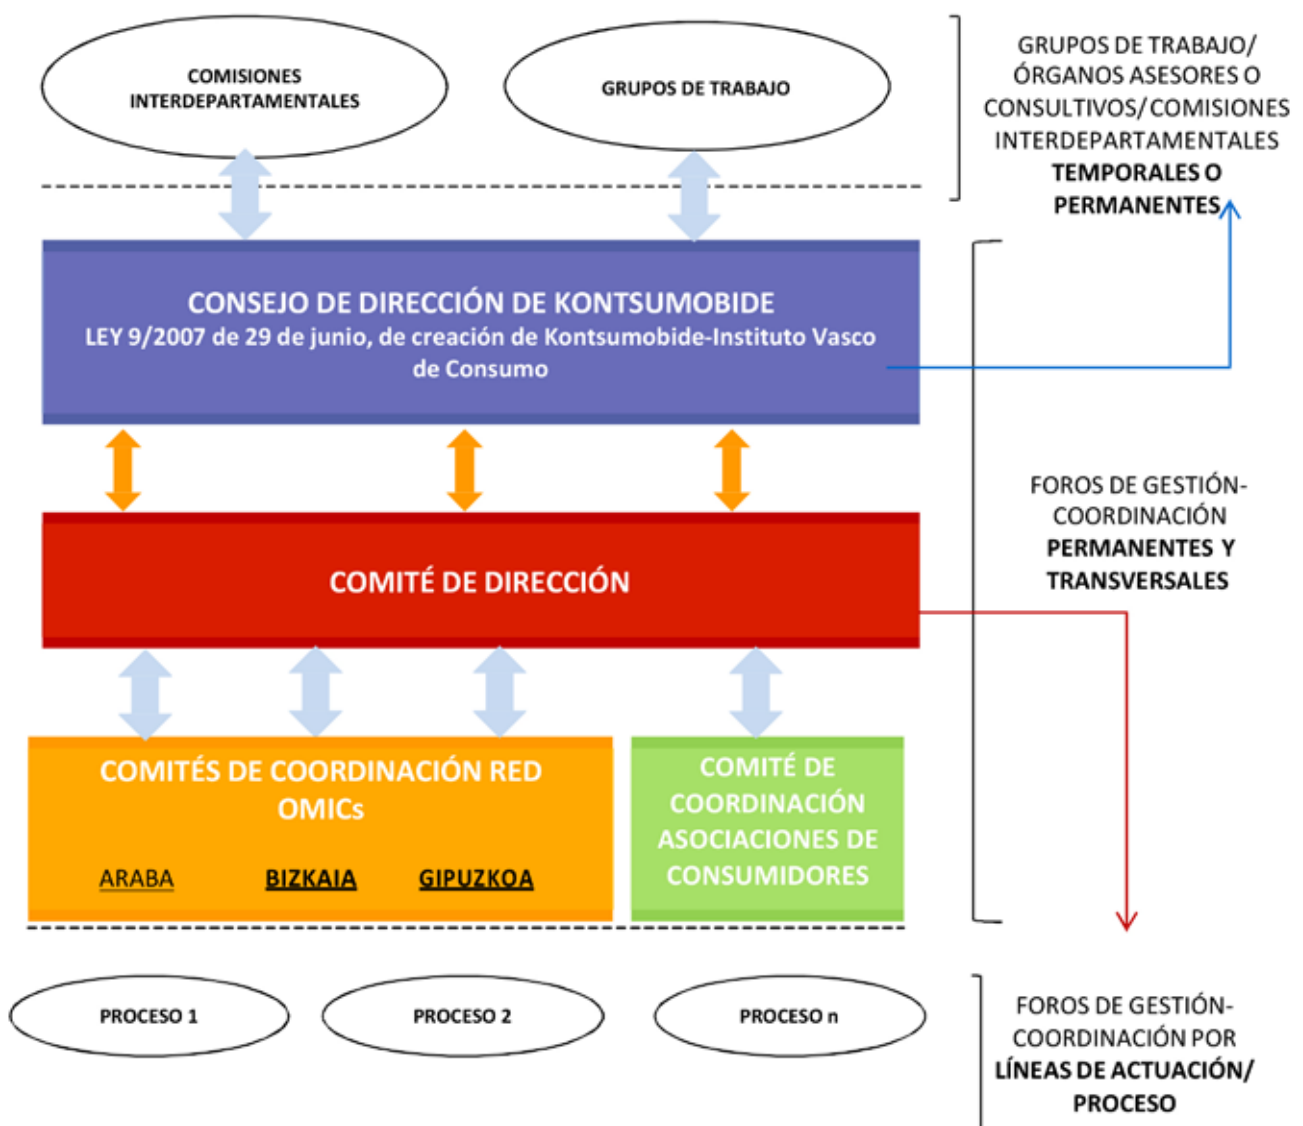 COMISIONES
INTERDEPARTAMENTALES
GRUPOS DE TRABAJO
GRUPOS DE TRABAJO/
ÓRGANOS ASESORES O
CONSULTIVOS/COMISIONES
INTERDEPARTAMENTALES
TEMPORALES O
PERMANENTES
CONSEJO DE DIRECCIÓN DE KONTSUMOBIDE
LEY 9/2007 de 29 de junio, de creación de Kontsumobide-Instituto Vasco
de Consumo
FOROS DE GESTIÓN-
COORDINACIÓN
PERMANENTES Y
TRANSVERSALES
COMITÉ DE DIRECCIÓN
COMITÉS DE COORDINACIÓN RED
OMICs
ARABA BIZKAIA GIPUZKOA
COMITÉ DE
COORDINACIÓN
ASOCIACIONES DE
CONSUMIDORES
PROCESO 1
PROCESO 2
PROCESO n
FOROS DE GESTIÓN-
COORDINACIÓN POR
LÍNEAS DE ACTUACIÓN/
PROCESO